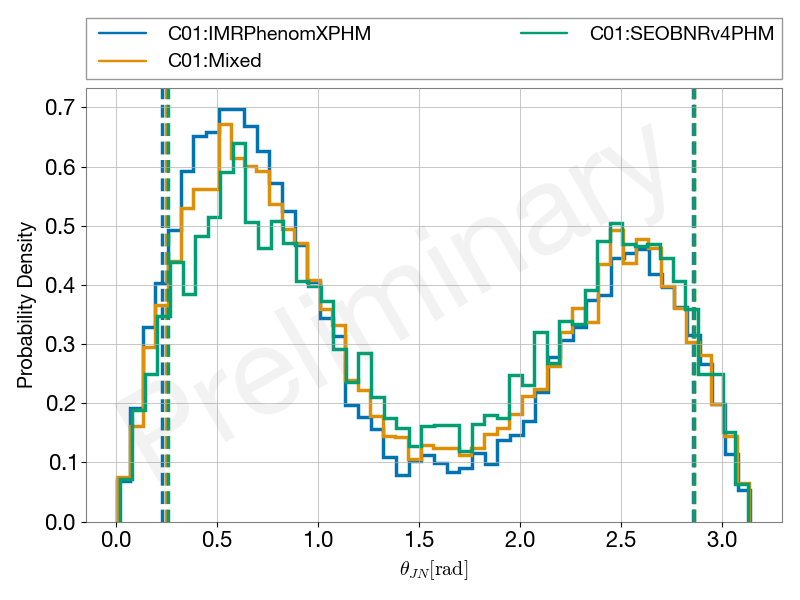 C01:IMRPhenomXPHM
C01:Mixed
C01:SEOBNRv4PHM
Preliminary
Probability Density
0.7
0.6
0.5
0.4
0.3
0.2
0.1
0.0
0.0 0.5 1.0 1.5 2.0 2.5 3.0
θ_JN[rad]